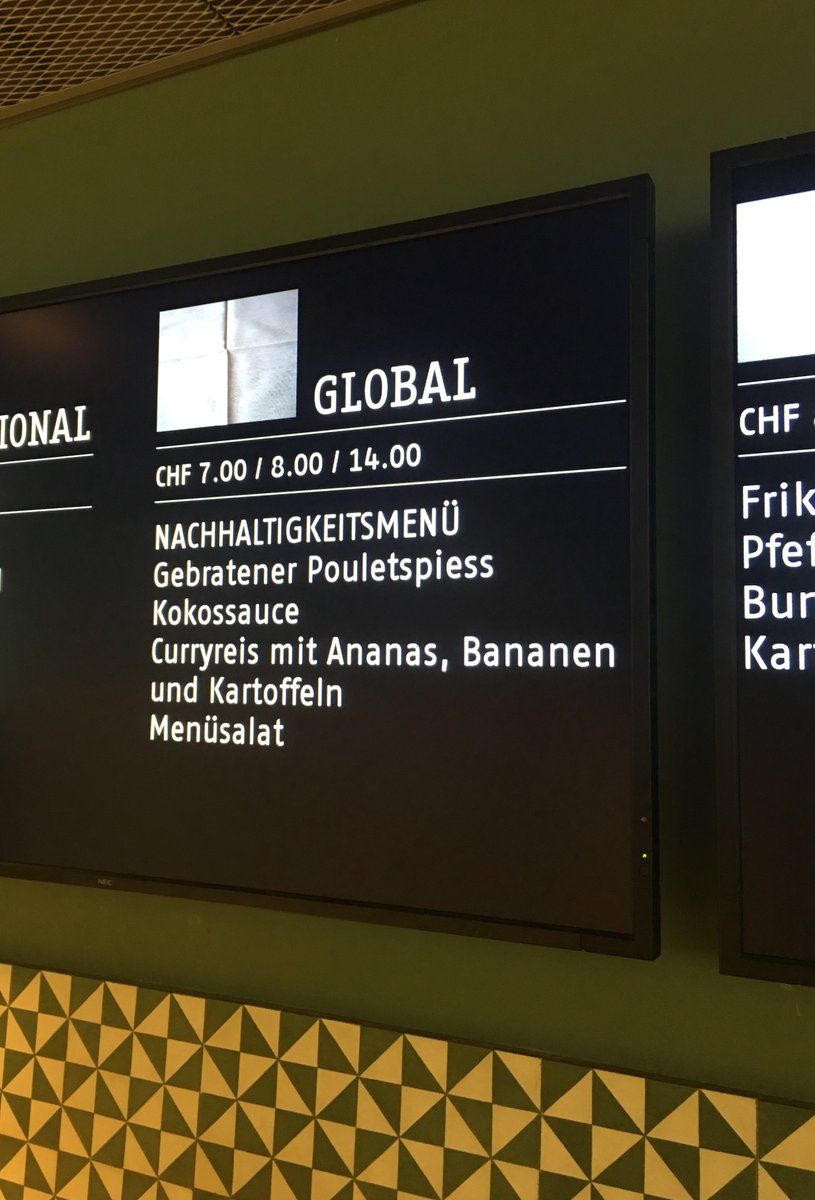 IONAL
GLOBAL
CHF 7.00 / 8.00 / 14.00
NACHHALTIGKEITSMENÜ
Gebratener Pouletspiess
Kokossauce
Curryreis mit Ananas, Bananen
und Kartoffeln
Menüsalat
NEC
CHF
Frik
Pfef
Bur
Kar